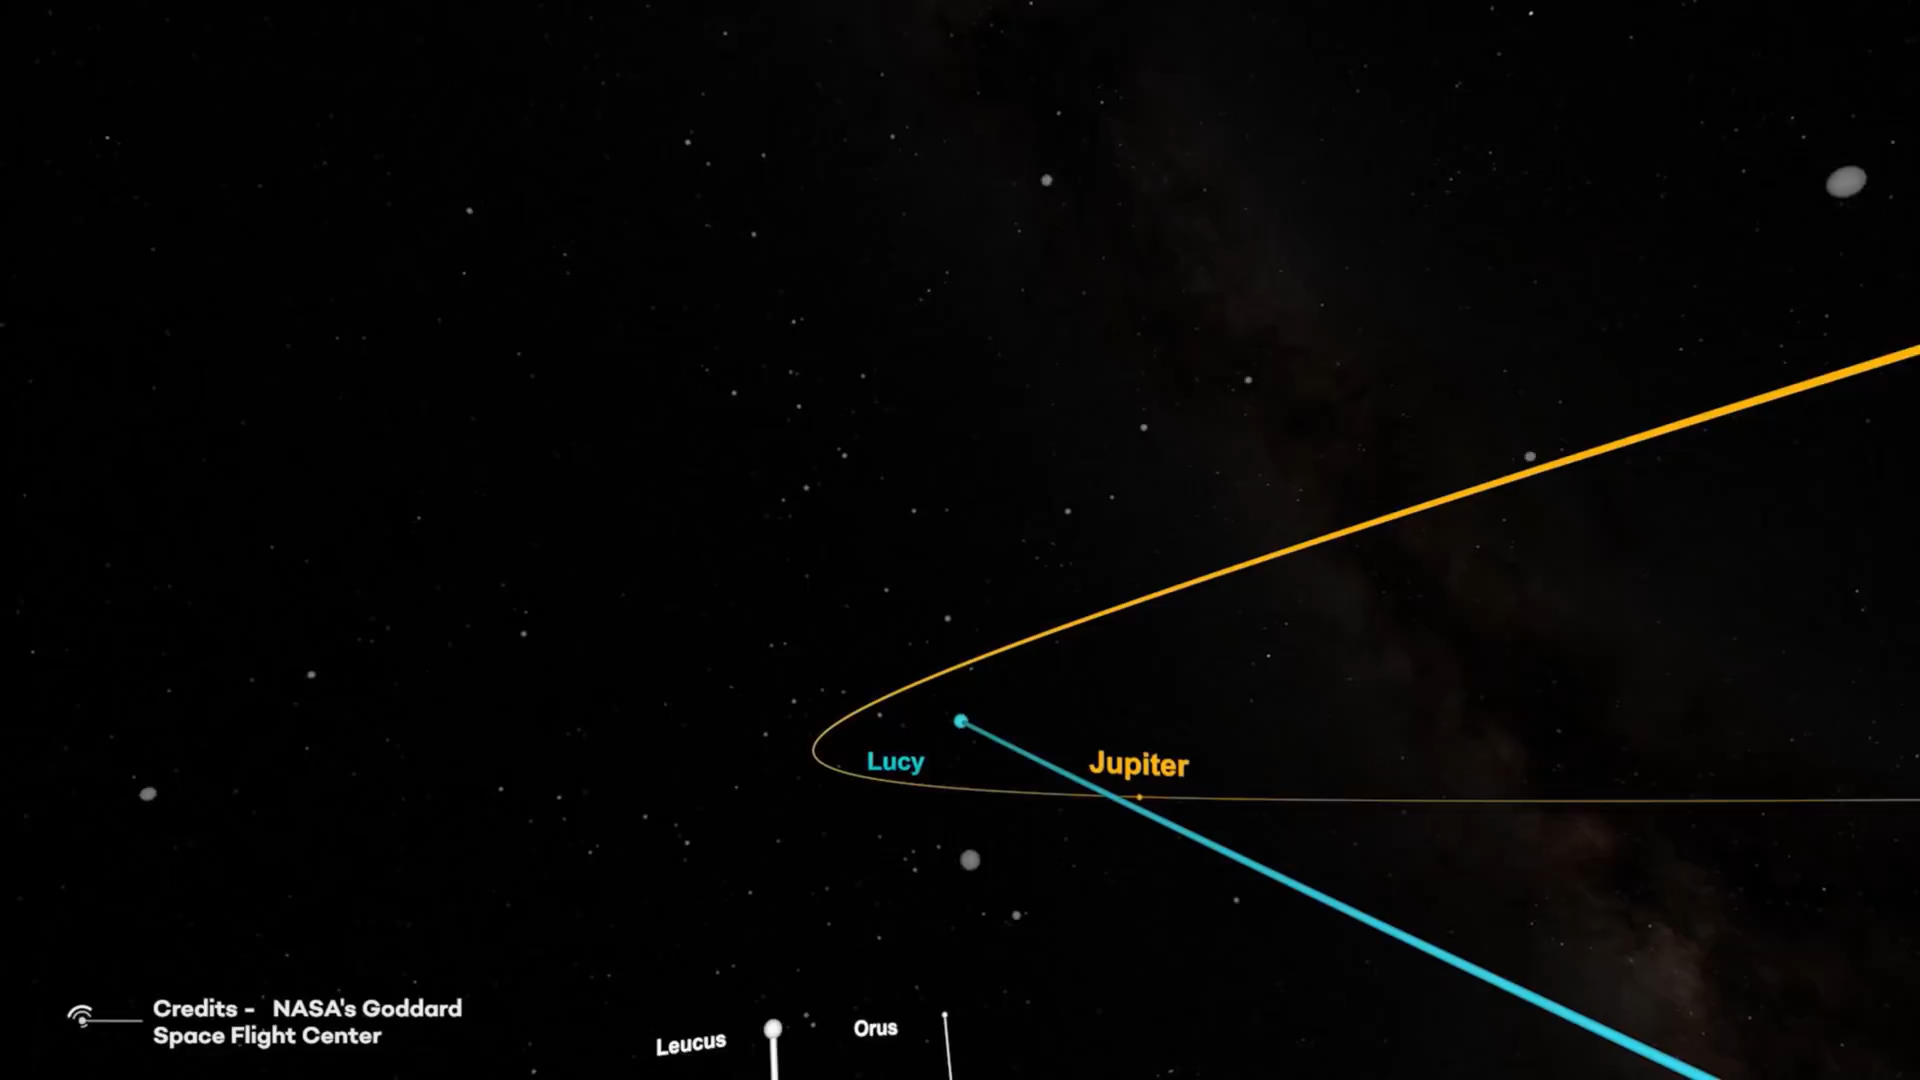 Lucy
Jupiter
Credits - NASA's Goddard
Space Flight Center
Leucus
Orus